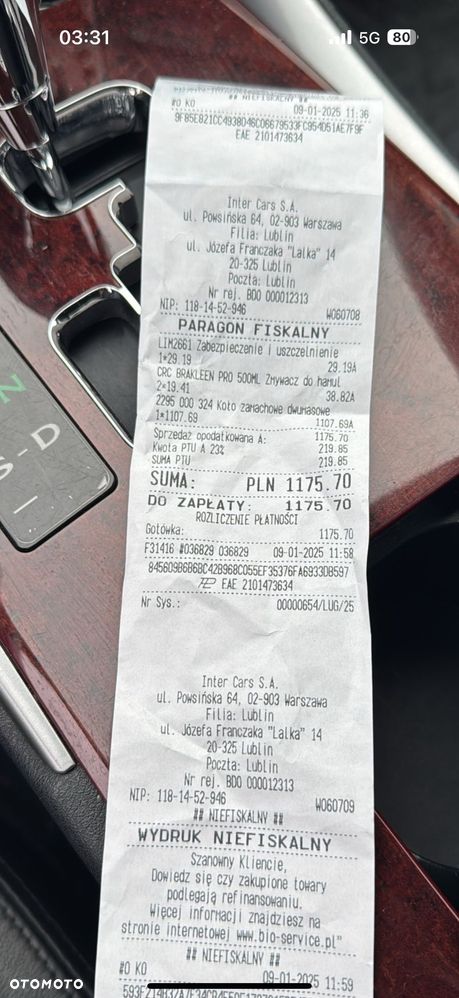 03:31
5G 80
## NIEFISKALNY ##
#0 KO 09-01-2025 11:36
EAE 2101473634
Inter Cars S.A.
ul. Powsińska 64, 02-903 Warszawa
Filia: Lublin
ul. Józefa Franczaka "Lalka" 14
20-325 Lublin
Poczta: Lublin
Nr rej. BDO 000012313
NIP: 118-14-52-946 W060708
PARAGON FISKALNY
LIM2661 Zabezpieczenie i uszczelnienie
1*29.19 29.19A
CRC BRAKLEEN PRO 500ML Zmywacz do hamul
2*19.41 38.82A
2295 000 324 Koło zamachowe dwumasowe
1*1107.69 1107.69A
Sprzedaż opodatkowana A: 1175.70
Kwota PTU A 23% 219.85
SUMA PTU 219.85
SUMA: PLN 1175.70
DO ZAPŁATY: 1175.70
ROZLICZENIE PŁATNOŚCI
Gotówka: 1175.70
F31416 #036829 036829 09-01-2025 11:58
EAE 2101473634
Nr Sys.: 00000654/LUG/25
Inter Cars S.A.
ul. Powsińska 64, 02-903 Warszawa
Filia: Lublin
ul. Józefa Franczaka "Lalka" 14
20-325 Lublin
Poczta: Lublin
Nr rej. BDO 000012313
NIP: 118-14-52-946 W060709
## NIEFISKALNY ##
WYDRUK NIEFISKALNY
Szanowny Kliencie,
Dowiedz się czy zakupione towary
podlegają refinansowaniu.
Więcej informacji znajdziesz na
stronie internetowej www.bio-service.pl"
## NIEFISKALNY ##
#0 KO 09-01-2025 11:59
N
D
S
OTOMOTO